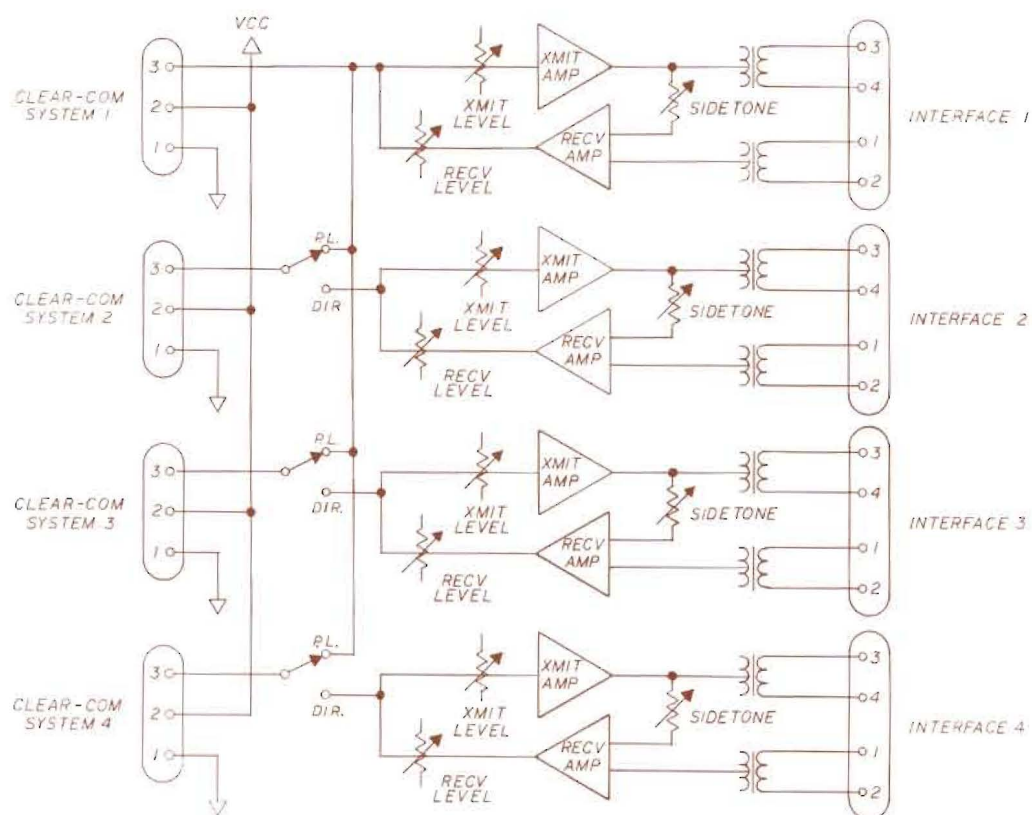 VCC
CLEAR-COM
SYSTEM 1
3
2
1
XMIT
LEVEL
XMIT
AMP
RECV
LEVEL
RECV
AMP
SIDETONE
3
4
1
2
INTERFACE 1
CLEAR-COM
SYSTEM 2
3
2
1
P.L.
DIR
XMIT
LEVEL
XMIT
AMP
RECV
LEVEL
RECV
AMP
SIDETONE
3
4
1
2
INTERFACE 2
CLEAR-COM
SYSTEM 3
3
2
1
P.L.
DIR.
XMIT
LEVEL
XMIT
AMP
RECV
LEVEL
RECV
AMP
SIDETONE
3
4
1
2
INTERFACE 3
CLEAR-COM
SYSTEM 4
3
2
1
P.L.
DIR.
XMIT
LEVEL
XMIT
AMP
RECV
LEVEL
RECV
AMP
SIDETONE
3
4
1
2
INTERFACE 4